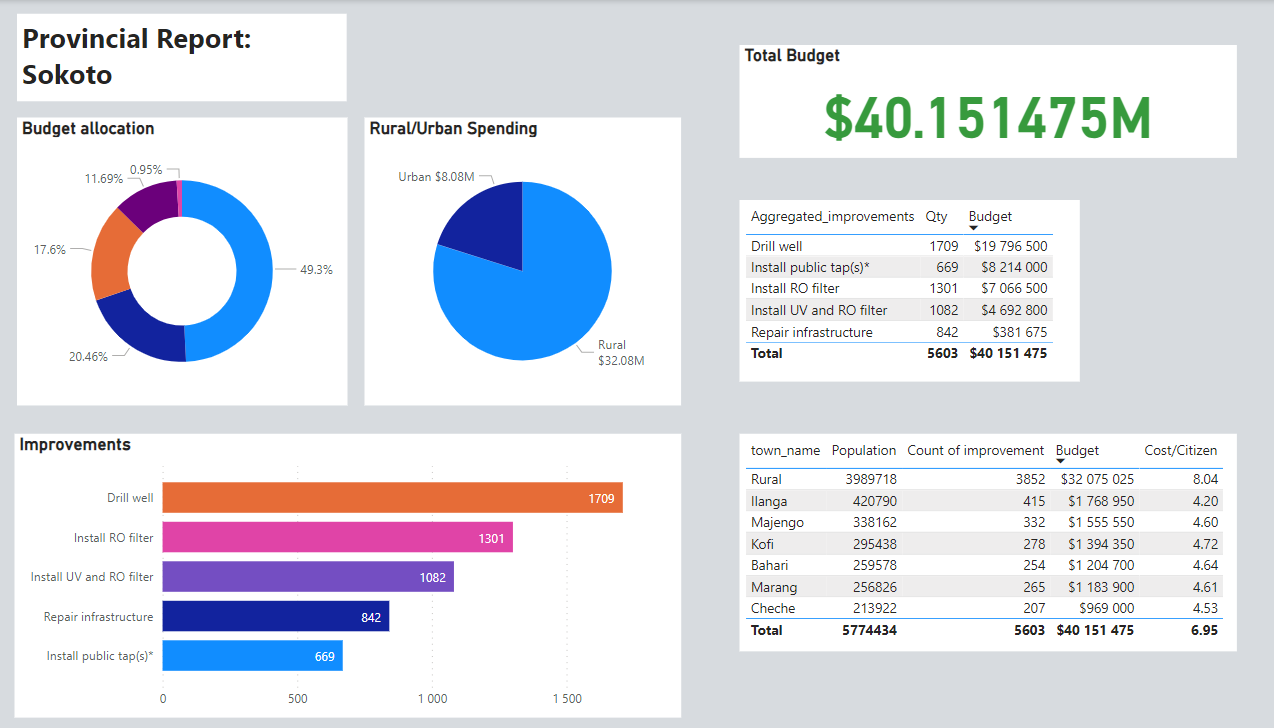 Provincial Report:
Sokoto
Total Budget
$40.151475M
Budget allocation
0.95%
11.69%
17.6%
49.3%
20.46%
Rural/Urban Spending
Urban $8.08M
Rural
$32.08M
Aggregated_improvements Qty Budget
Drill well 1709 $19 796 500
Install public tap(s)* 669 $8 214 000
Install RO filter 1301 $7 066 500
Install UV and RO filter 1082 $4 692 800
Repair infrastructure 842 $381 675
Total 5603 $40 151 475
Improvements
Drill well 1709
Install RO filter 1301
Install UV and RO filter 1082
Repair infrastructure 842
Install public tap(s)* 669
0 500 1 000 1 500
town_name Population Count of improvement Budget Cost/Citizen
Rural 3989718 3852 $32 075 025 8.04
Ilanga 420790 415 $1 768 950 4.20
Majengo 338162 332 $1 555 550 4.60
Kofi 295438 278 $1 394 350 4.72
Bahari 259578 254 $1 204 700 4.64
Marang 256826 265 $1 183 900 4.61
Cheche 213922 207 $969 000 4.53
Total 5774434 5603 $40 151 475 6.95